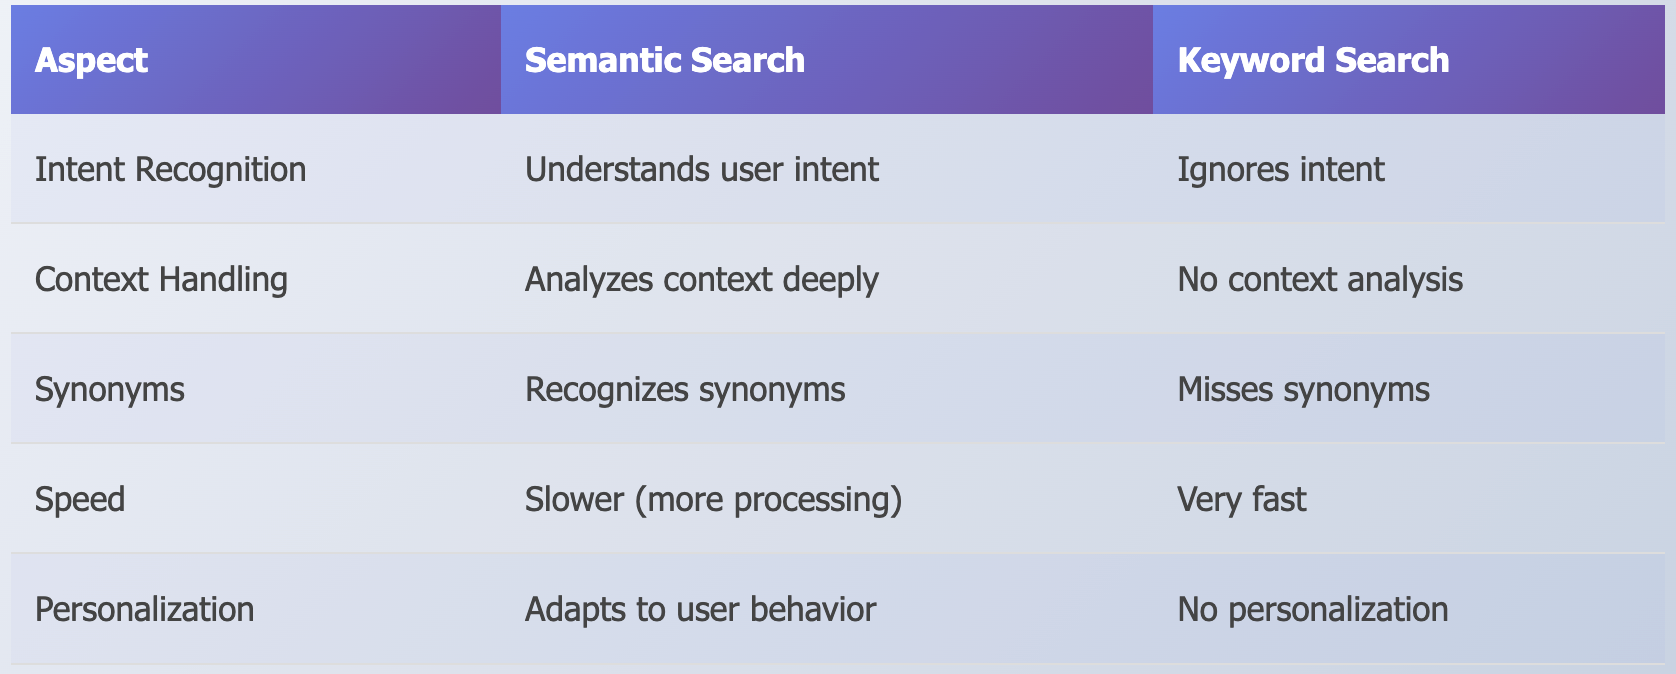 Aspect Semantic Search Keyword Search
Intent Recognition Understands user intent Ignores intent
Context Handling Analyzes context deeply No context analysis
Synonyms Recognizes synonyms Misses synonyms
Speed Slower (more processing) Very fast
Personalization Adapts to user behavior No personalization